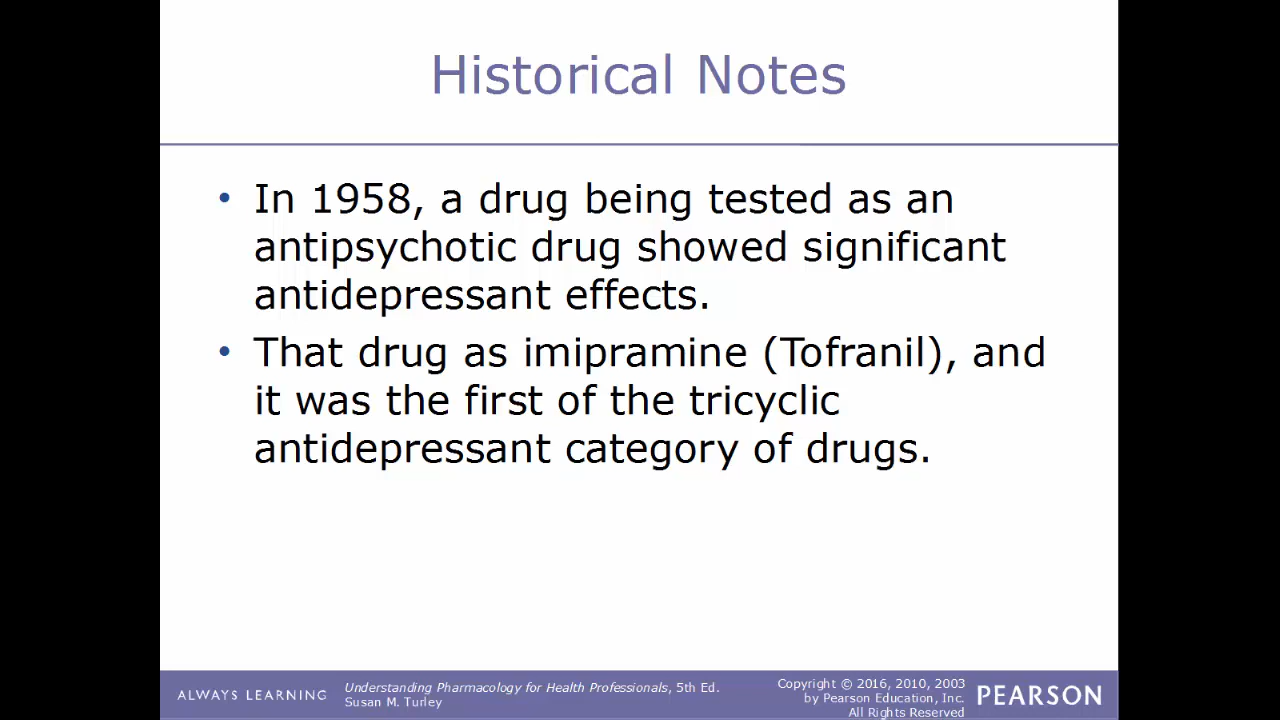 Historical Notes
• In 1958, a drug being tested as an
antipsychotic drug showed significant
antidepressant effects.
• That drug as imipramine (Tofranil), and
it was the first of the tricyclic
antidepressant category of drugs.
ALWAYS LEARNING
Understanding Pharmacology for Health Professionals, 5th Ed.
Susan M. Turley
Copyright © 2016, 2010, 2003
by Pearson Education, Inc.
All Rights Reserved
PEARSON